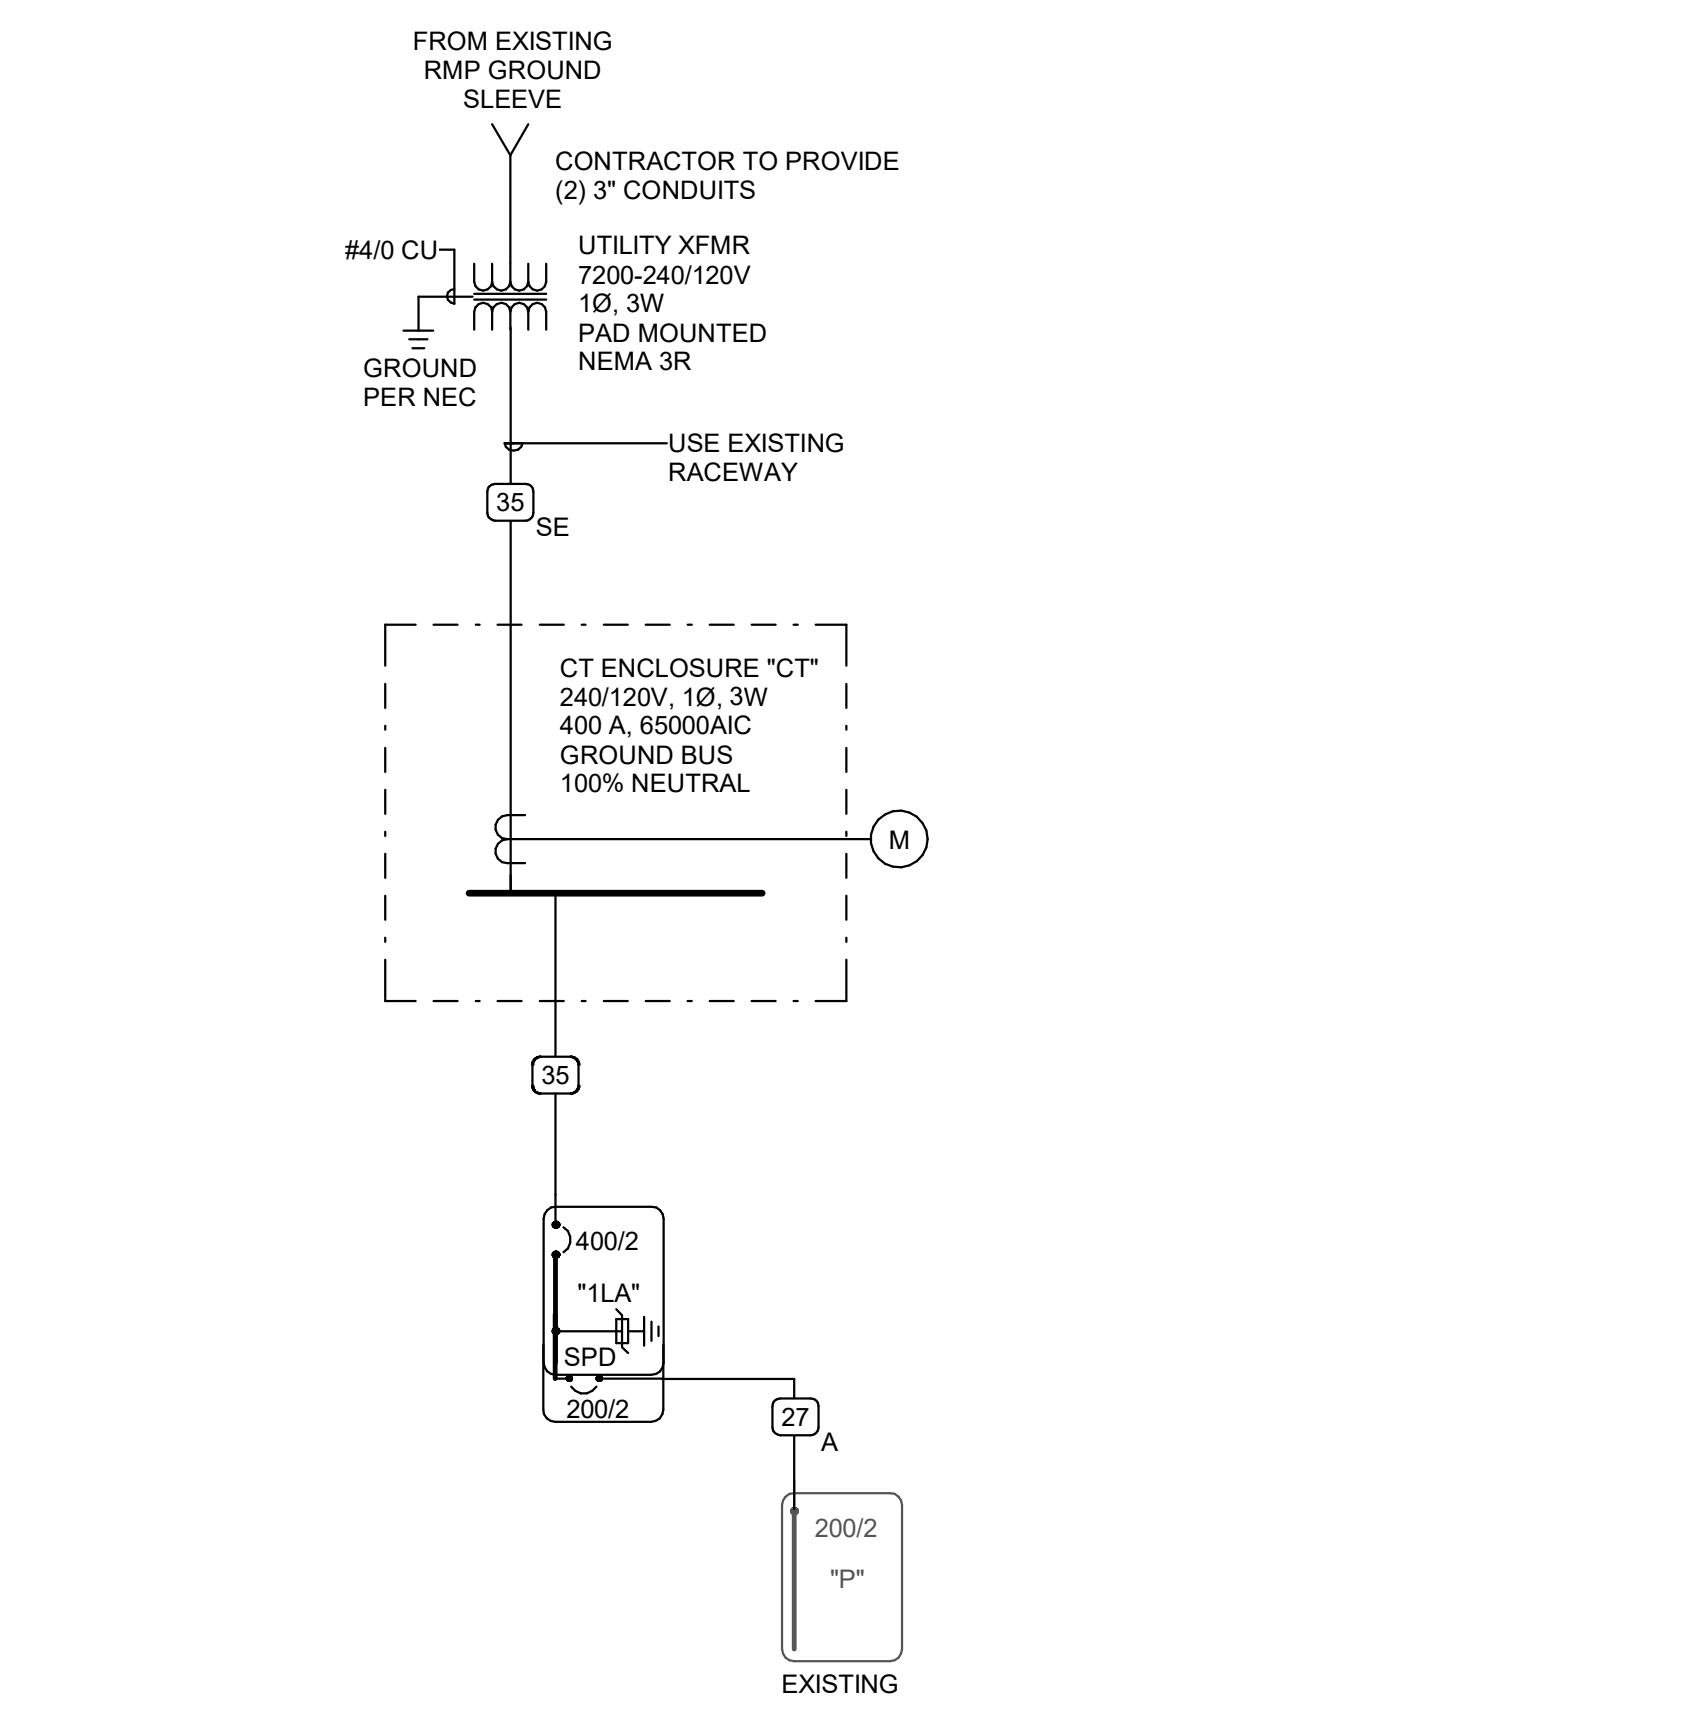 FROM EXISTING
RMP GROUND
SLEEVE
CONTRACTOR TO PROVIDE
(2) 3" CONDUITS
#4/0 CU
UTILITY XFMR
7200-240/120V
1Ø, 3W
PAD MOUNTED
NEMA 3R
GROUND
PER NEC
USE EXISTING
RACEWAY
35
SE
CT ENCLOSURE "CT"
240/120V, 1Ø, 3W
400 A, 65000AIC
GROUND BUS
100% NEUTRAL
M
35
400/2
"1LA"
SPD
200/2
27
A
200/2
"P"
EXISTING